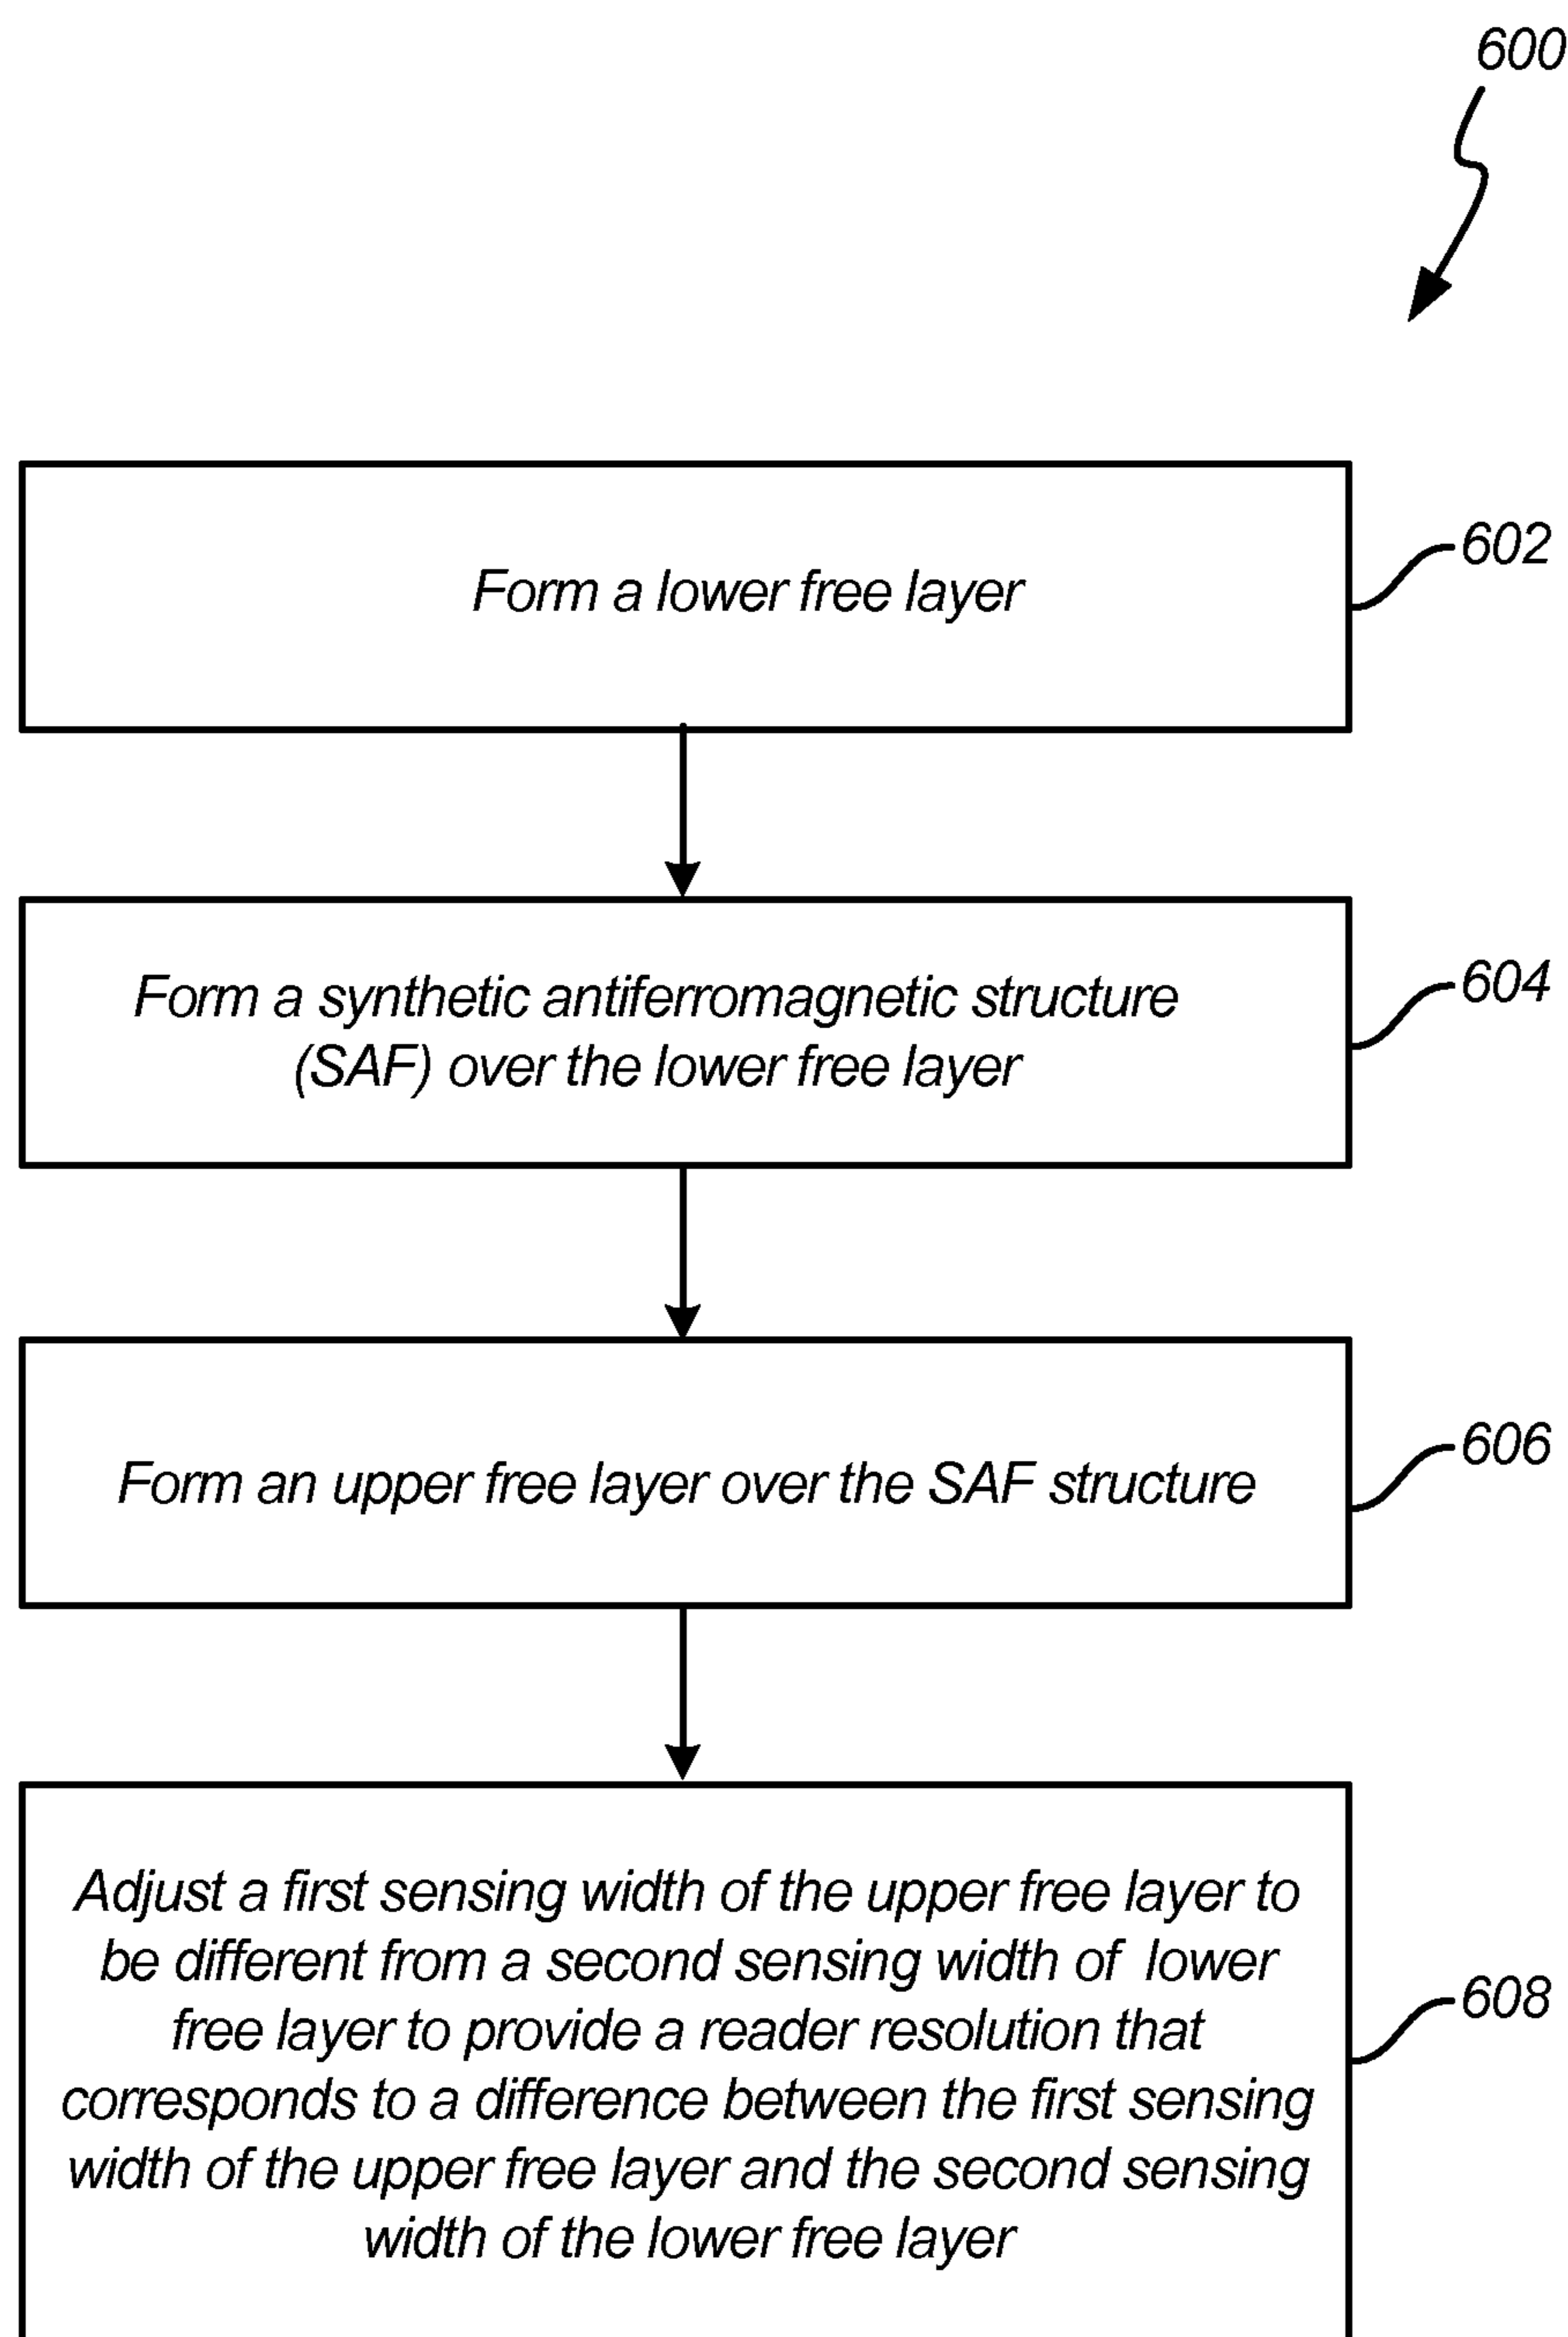 600
Form a lower free layer
602
Form a synthetic antiferromagnetic structure
(SAF) over the lower free layer
604
Form an upper free layer over the SAF structure
606
Adjust a first sensing width of the upper free layer to
be different from a second sensing width of lower
free layer to provide a reader resolution that
corresponds to a difference between the first sensing
width of the upper free layer and the second sensing
width of the lower free layer
608